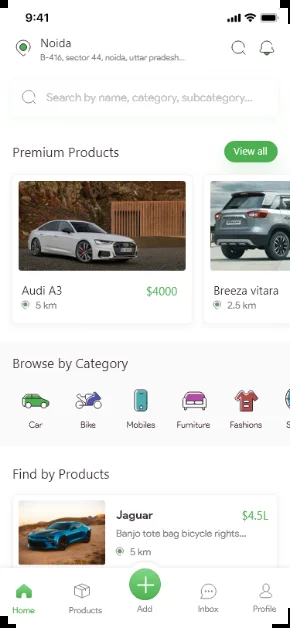 9:41
Noida
B-416, sector 44, noida, uttar pradesh...
Search by name, category, subcategory...
Premium Products
View all
Audi A3
$4000
5 km
Breeza vitara
2.5 km
Browse by Category
Car
Bike
Mobiles
Furniture
Fashions
S
Find by Products
Jaguar
$4.5L
Banjo tote bag bicycle rights...
5 km
Home
Products
Add
Inbox
Profile